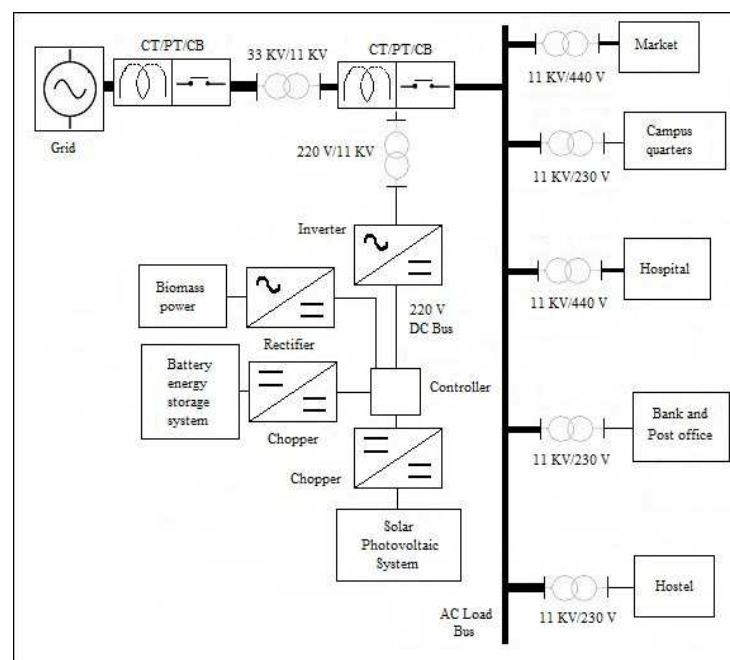 CT/PT/CB
33 KV/11 KV
CT/PT/CB
Grid
220 V/11 KV
Inverter
Biomass
power
Rectifier
220 V
DC Bus
Battery
energy
storage
system
Chopper
Controller
Chopper
Solar
Photovoltaic
System
AC Load
Bus
Market
11 KV/440 V
Campus
quarters
11 KV/230 V
Hospital
11 KV/440 V
Bank and
Post office
11 KV/230 V
Hostel
11 KV/230 V